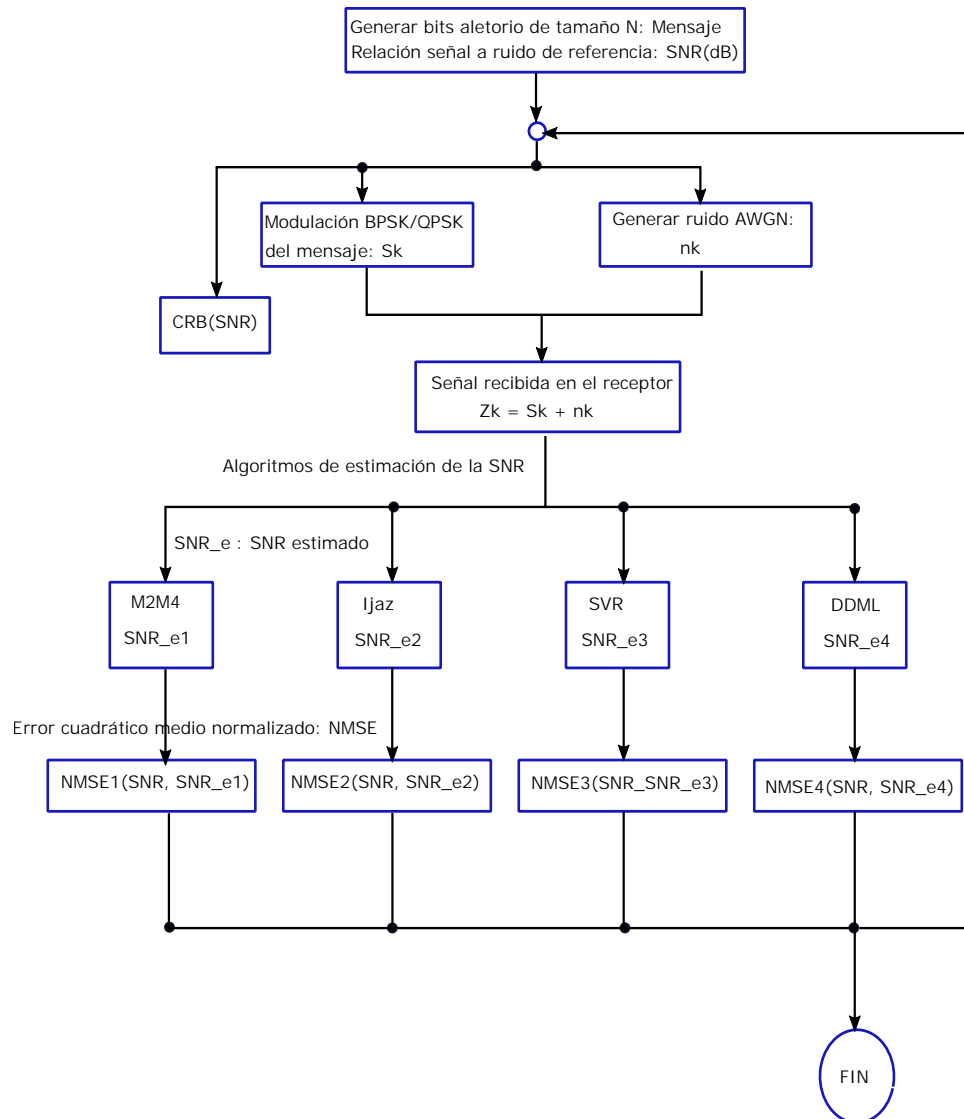 Generar bits aletorio de tamaño N: Mensaje
Relación señal a ruido de referencia: SNR(dB)
Modulación BPSK/QPSK
del mensaje: Sk
Generar ruido AWGN:
nk
CRB(SNR)
Señal recibida en el receptor
Zk = Sk + nk
Algoritmos de estimación de la SNR
SNR_e : SNR estimado
M2M4
SNR_e1
Ijaz
SNR_e2
SVR
SNR_e3
DDML
SNR_e4
Error cuadrático medio normalizado: NMSE
NMSE1(SNR, SNR_e1)
NMSE2(SNR, SNR_e2)
NMSE3(SNR_SNR_e3)
NMSE4(SNR, SNR_e4)
FIN